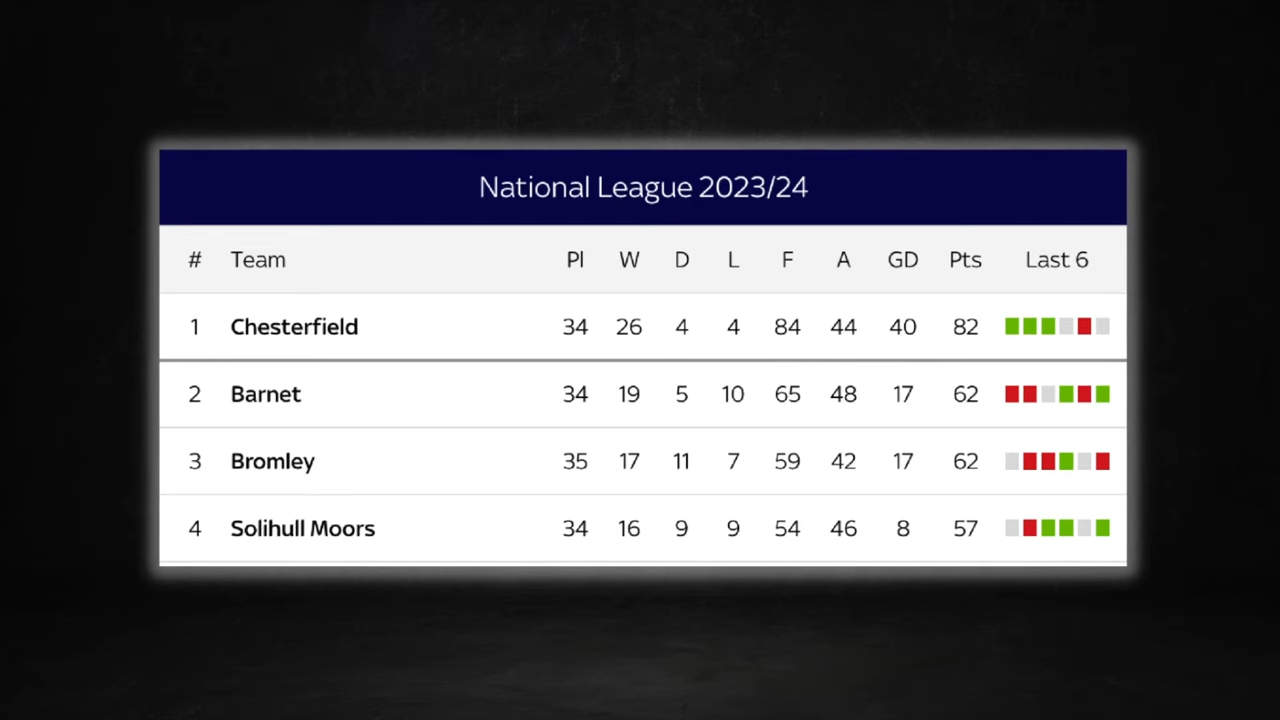 National League 2023/24
# Team Pl W D L F A GD Pts Last 6
1 Chesterfield 34 26 4 4 84 44 40 82
2 Barnet 34 19 5 10 65 48 17 62
3 Bromley 35 17 11 7 59 42 17 62
4 Solihull Moors 34 16 9 9 54 46 8 57